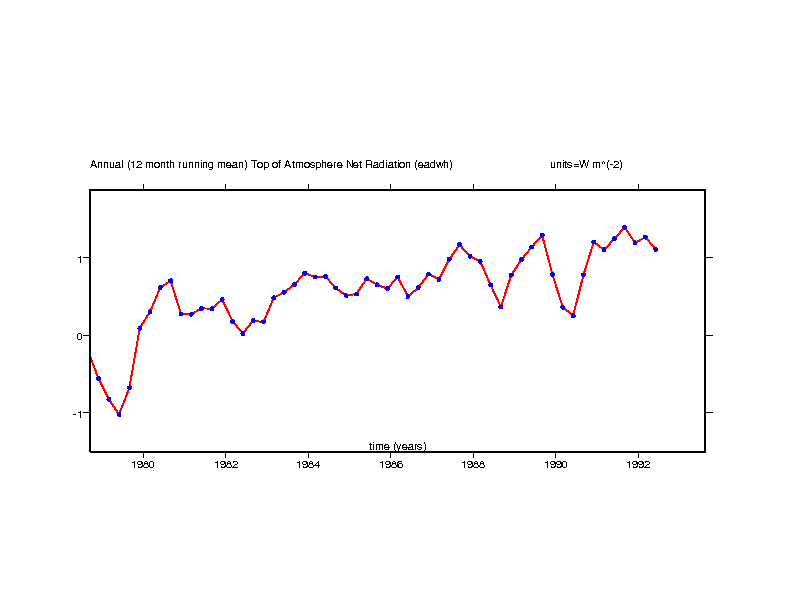 Annual (12 month running mean) Top of Atmosphere Net Radiation (eadwh) units=W m^(-2)
1
0
-1
time (years)
1980 1982 1984 1986 1988 1990 1992